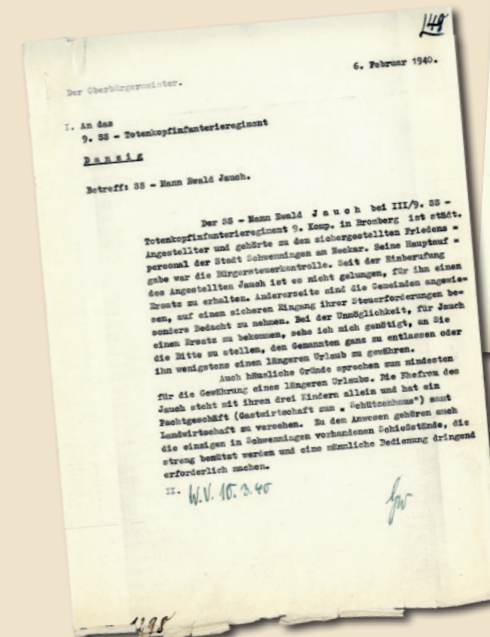 148
6. Februar 1940.
Der Oberbürgermeister.
I. An das
9. SS - Totenkopfinfanterieregiment
Danzig
Betreff: SS - Mann Ewald Jauch.
Der SS - Mann Ewald J a u c h bei III/9. SS -
Totenkopfinfanterieregiment 9. Komp. in Bromberg ist städt.
Angestellter und gehörte zu dem sichergestellten Friedens =
personal der Stadt Schwenningen am Neckar. Seine Hauptauf =
gabe war die Bürgersteuerkontrolle. Seit der Einberufung
des Angestellten Jauch ist es nicht gelungen, für ihn einen
Ersatz zu erhalten. Andererseits sind die Gemeinden angewie=
sen, auf einen sicheren Eingang ihrer Steuerforderungen be=
sonders Bedacht zu nehmen. Bei der Unmöglichkeit, für Jauch
einen Ersatz zu bekommen, sehe ich mich genötigt, an Sie
die Bitte zu stellen, den Genannten ganz zu entlassen oder
ihm wenigstens einen längeren Urlaub zu gewähren.
Auch häusliche Gründe sprechen zum mindesten
für die Gewährung eines längeren Urlaubs. Die Ehefrau des
Jauch steht mit ihren drei Kindern allein und hat ein
Pachtgeschäft (Gastwirtschaft zum " Schützenhaus") samt
Landwirtschaft zu versehen. Zu den Anwesen gehören auch
die einzigen in Schwenningen vorhandenen Schießstände, die
streng benützt werden und eine männliche Bedienung dringend
erforderlich machen.
II. W.V. 10.3.40
1298